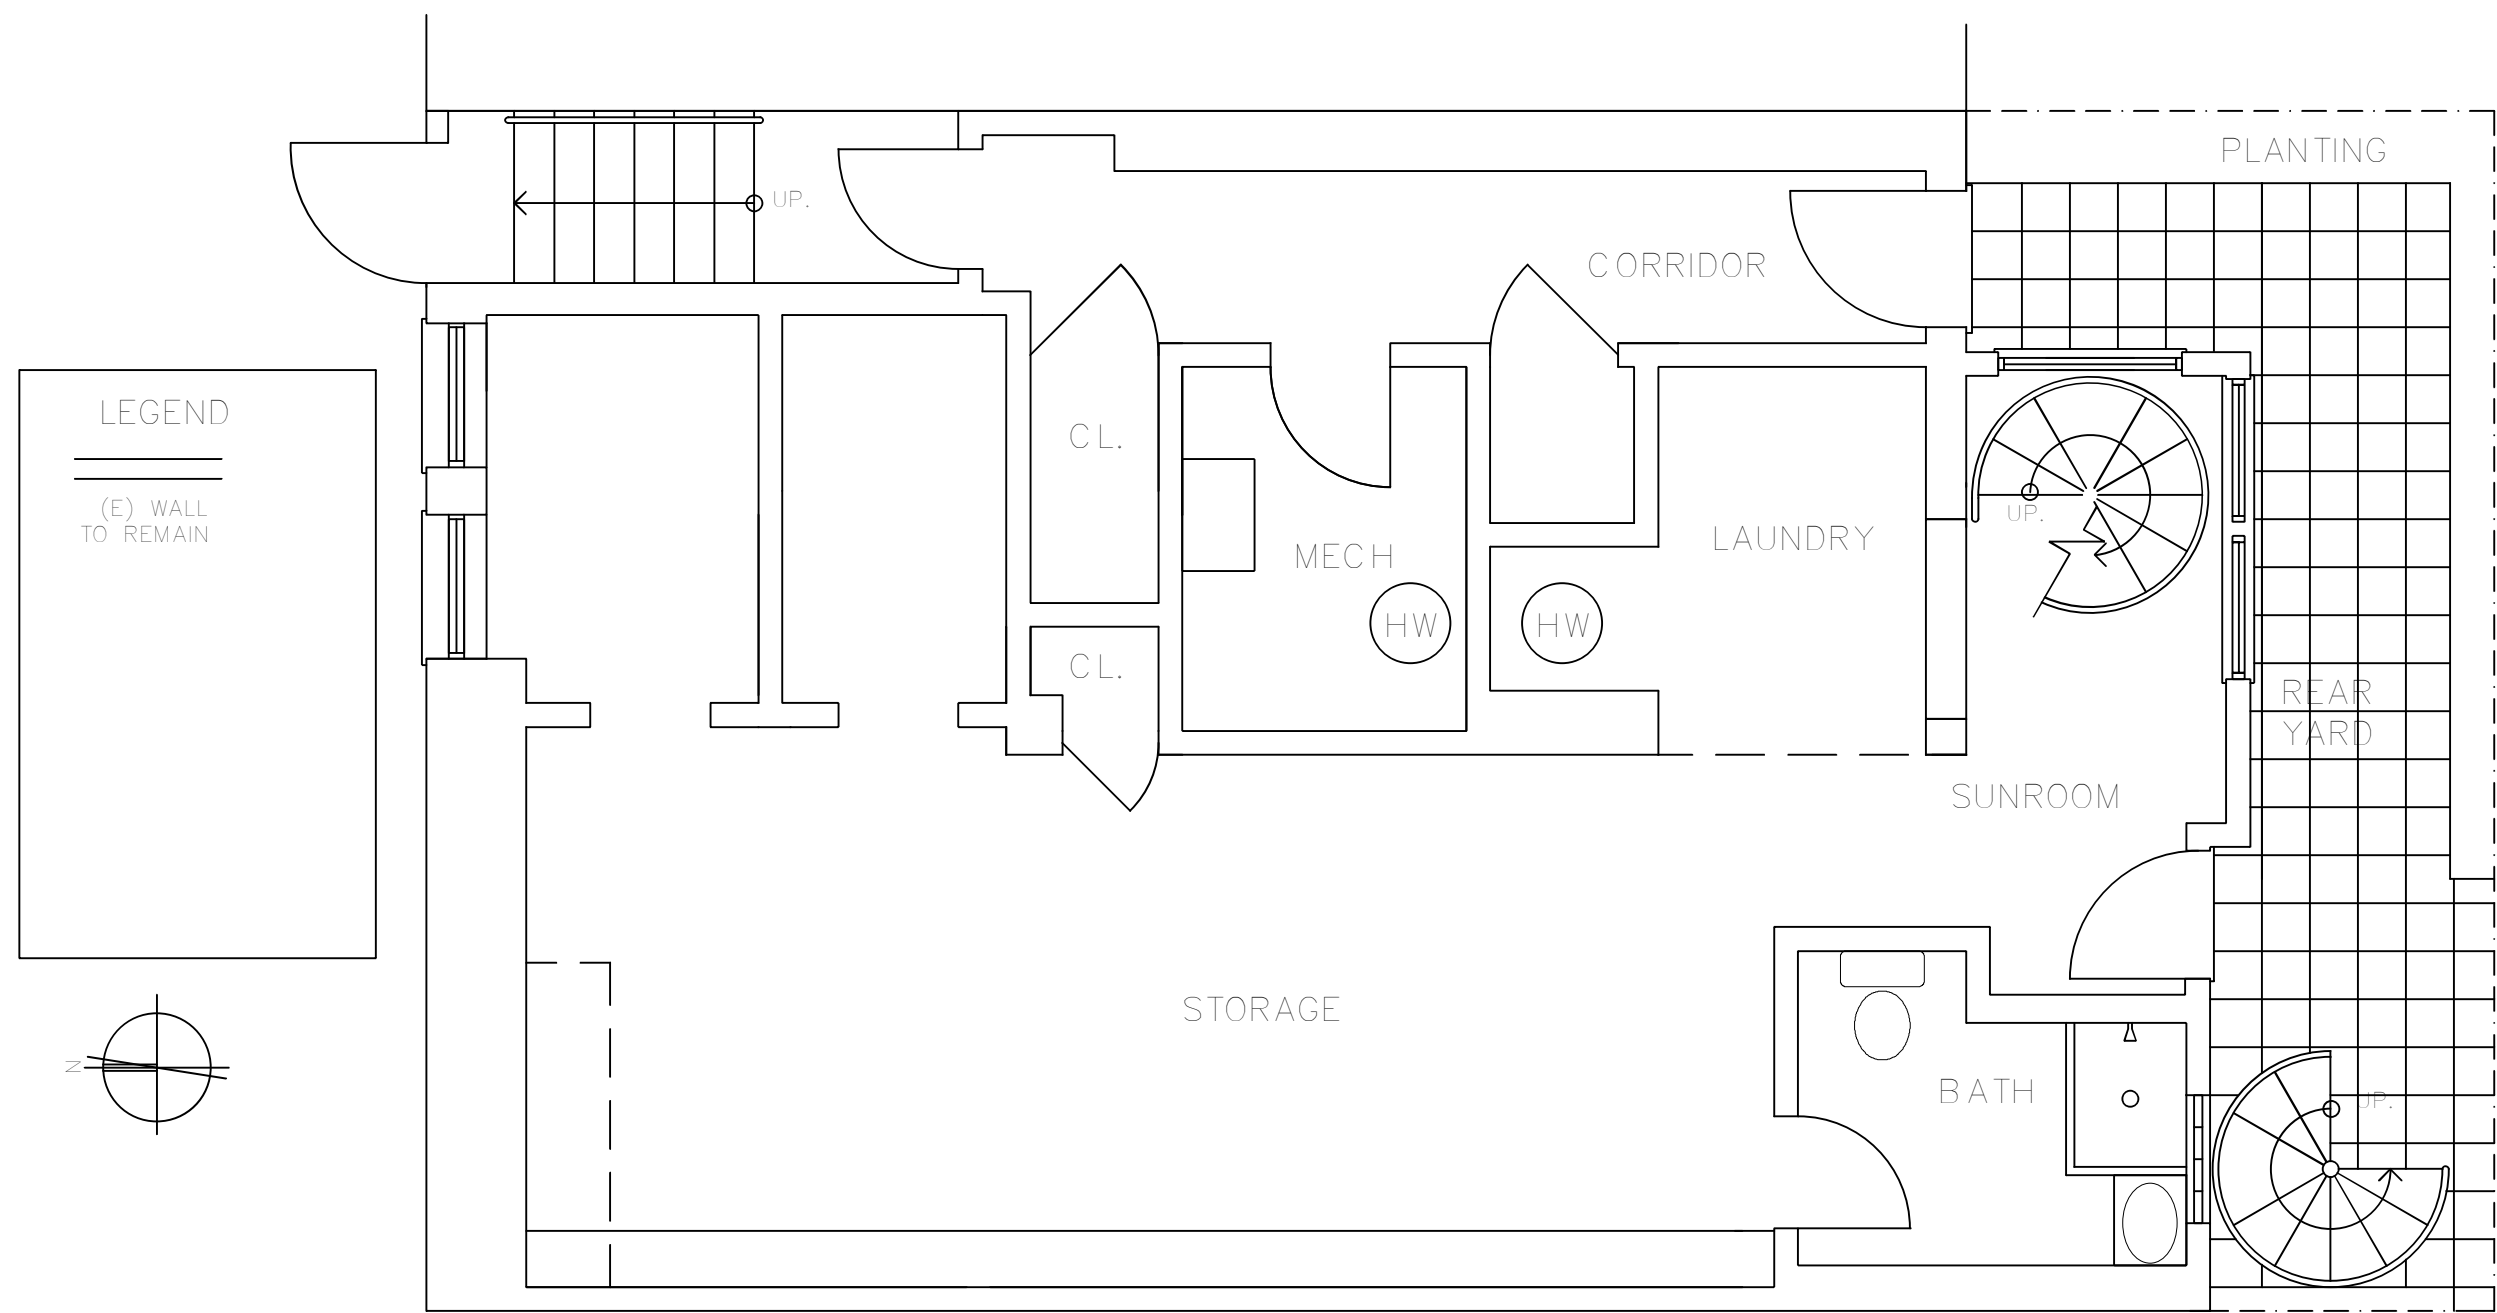 PLANTING
UP.
CORRIDOR
LEGEND
(E) WALL
TO REMAIN
CL.
UP.
MECH
LAUNDRY
HW
HW
CL.
REAR
YARD
SUNROOM
STORAGE
N
BATH
UP.